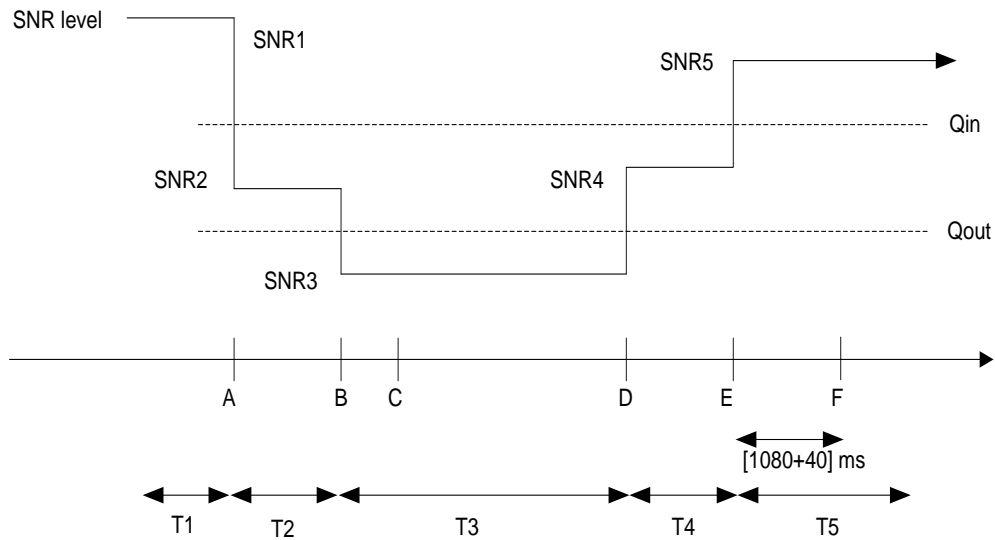 SNR level
SNR1
SNR5
Qin
SNR2
SNR4
Qout
SNR3
A
B
C
D
E
F
[1080+40] ms
T1
T2
T3
T4
T5